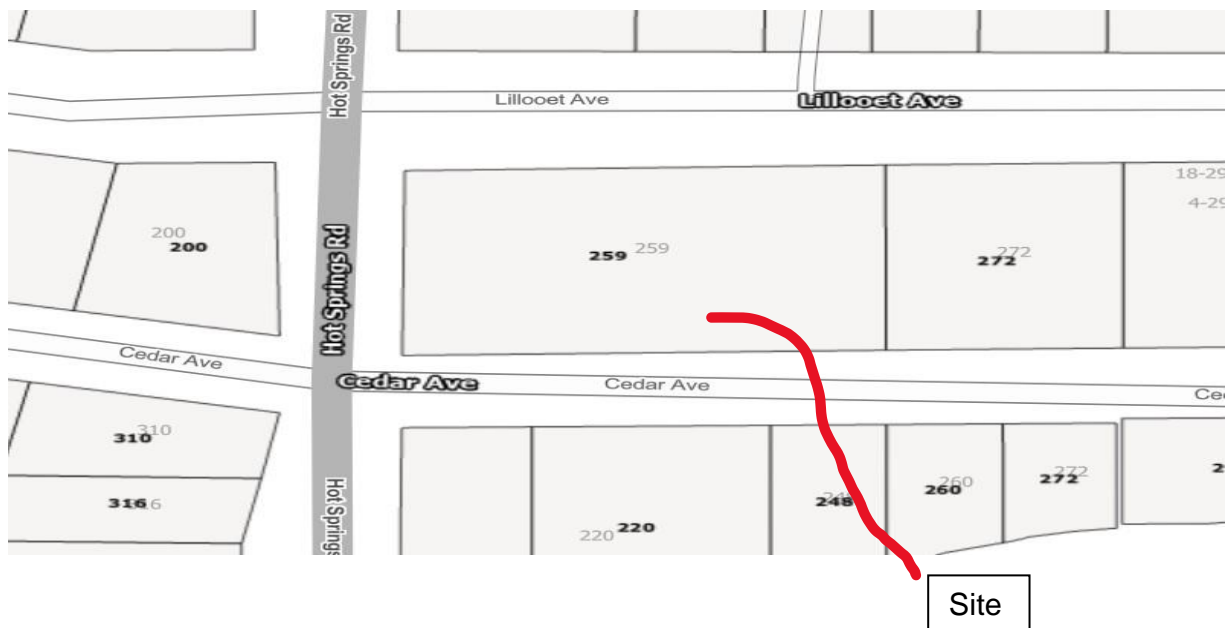 Hot Springs Rd
Lillooet Ave
Lillooet Ave
18-29
4-29
200
200
259 259
272
272
Hot Springs Rd
Cedar Ave
Cedar Ave
Cedar Ave
310
310
316
248
260
260
272
272
220 220
Hot Springs
Site